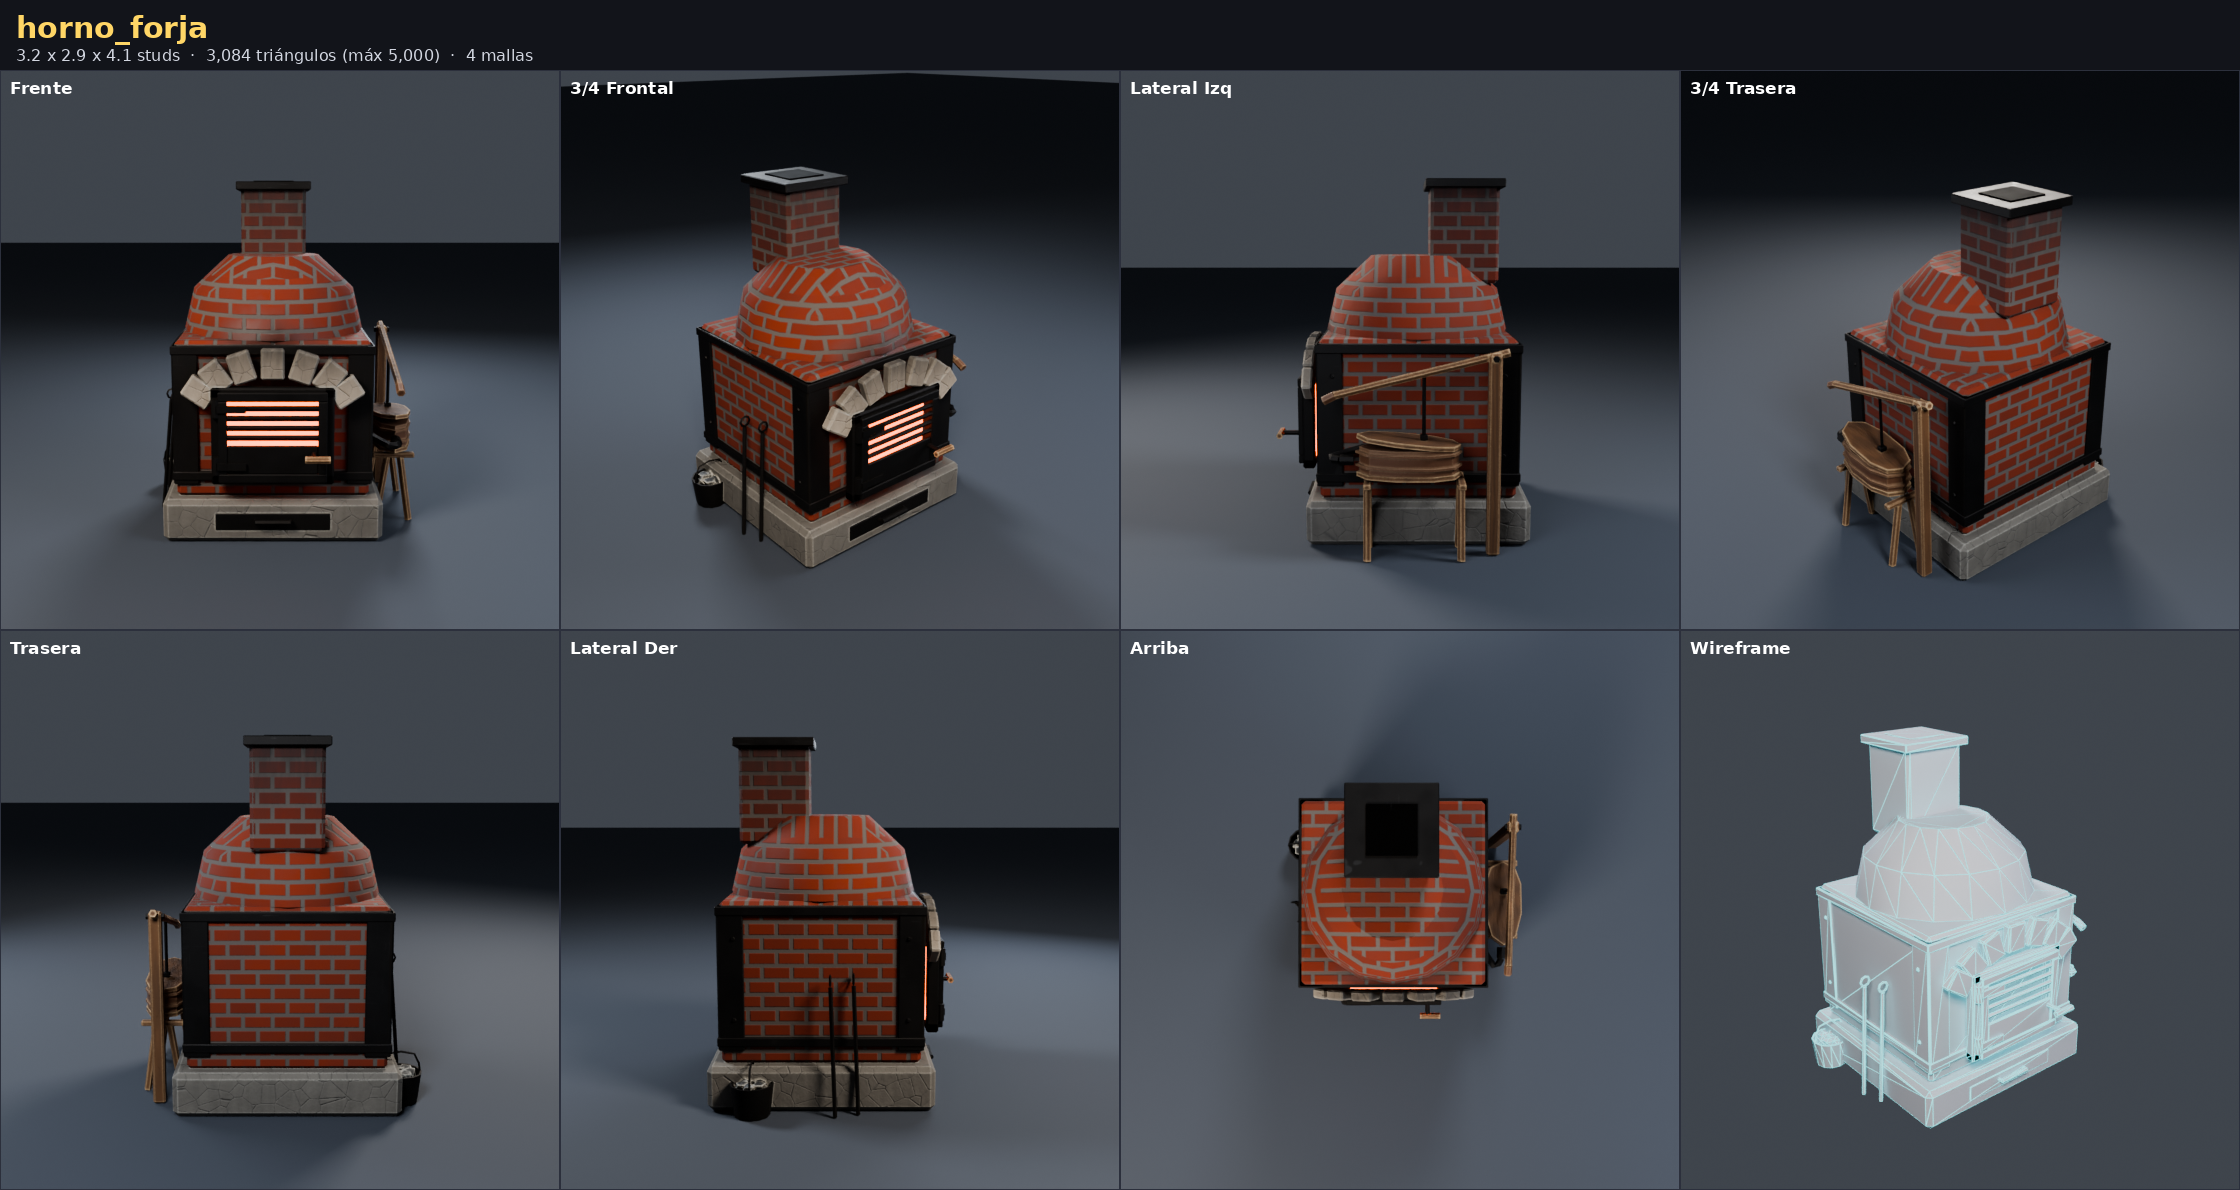 horno_forja
3.2 x 2.9 x 4.1 studs · 3,084 triángulos (máx 5,000) · 4 mallas
Frente
3/4 Frontal
Lateral Izq
3/4 Trasera
Trasera
Lateral Der
Arriba
Wireframe